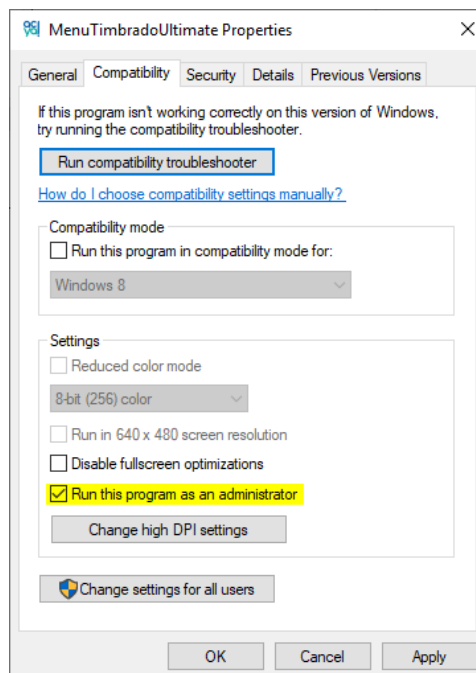 MenuTimbradoUltimate Properties
General Compatibility Security Details Previous Versions
If this program isn't working correctly on this version of Windows,
try running the compatibility troubleshooter.
Run compatibility troubleshooter
How do I choose compatibility settings manually?
Compatibility mode
Run this program in compatibility mode for:
Windows 8
Settings
Reduced color mode
8-bit (256) color
Run in 640 x 480 screen resolution
Disable fullscreen optimizations
Run this program as an administrator
Change high DPI settings
Change settings for all users
OK Cancel Apply